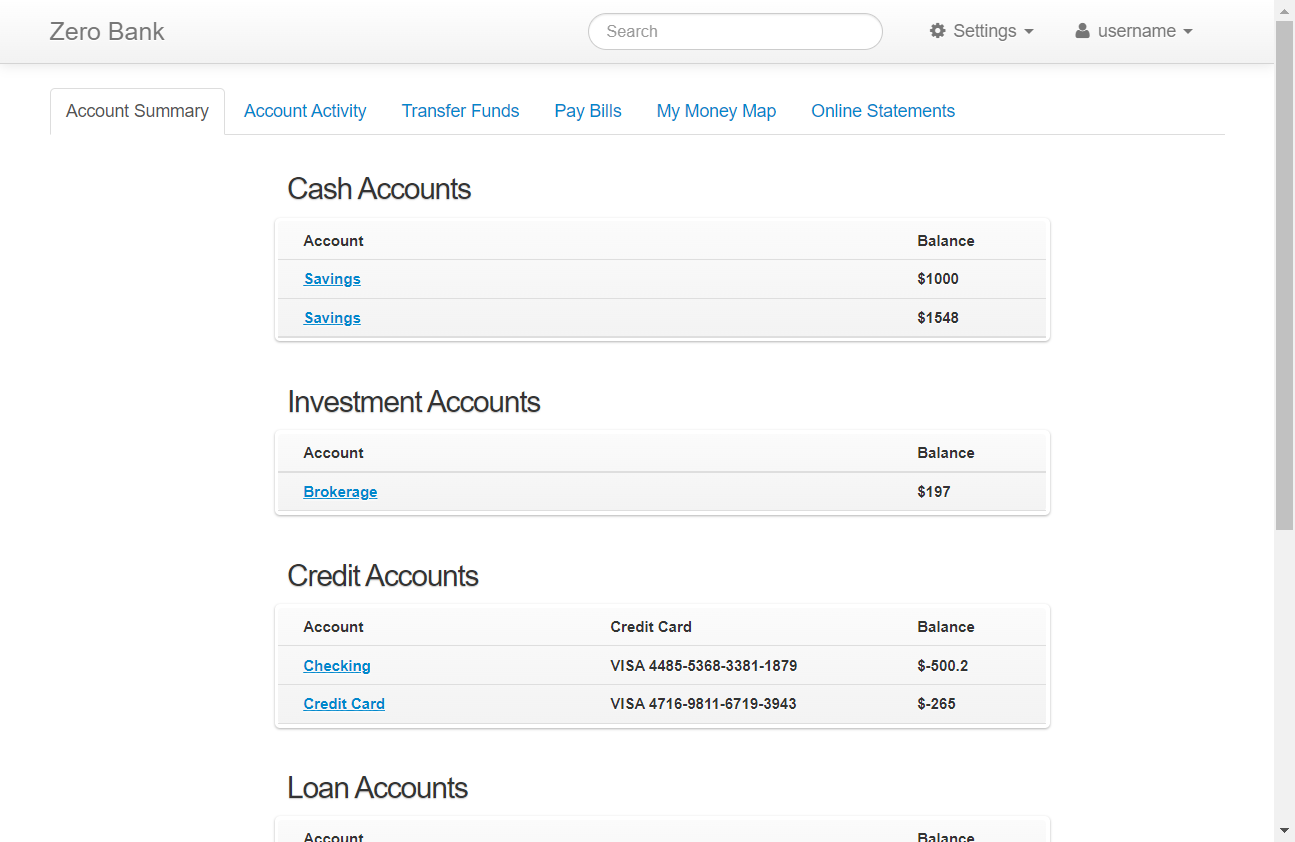 Zero Bank Search Settings username
Account Summary Account Activity Transfer Funds Pay Bills My Money Map Online Statements
Cash Accounts
Account Balance
Savings $1000
Savings $1548
Investment Accounts
Account Balance
Brokerage $197
Credit Accounts
Account Credit Card Balance
Checking VISA 4485-5368-3381-1879 $-500.2
Credit Card VISA 4716-9811-6719-3943 $-265
Loan Accounts
Account Balance